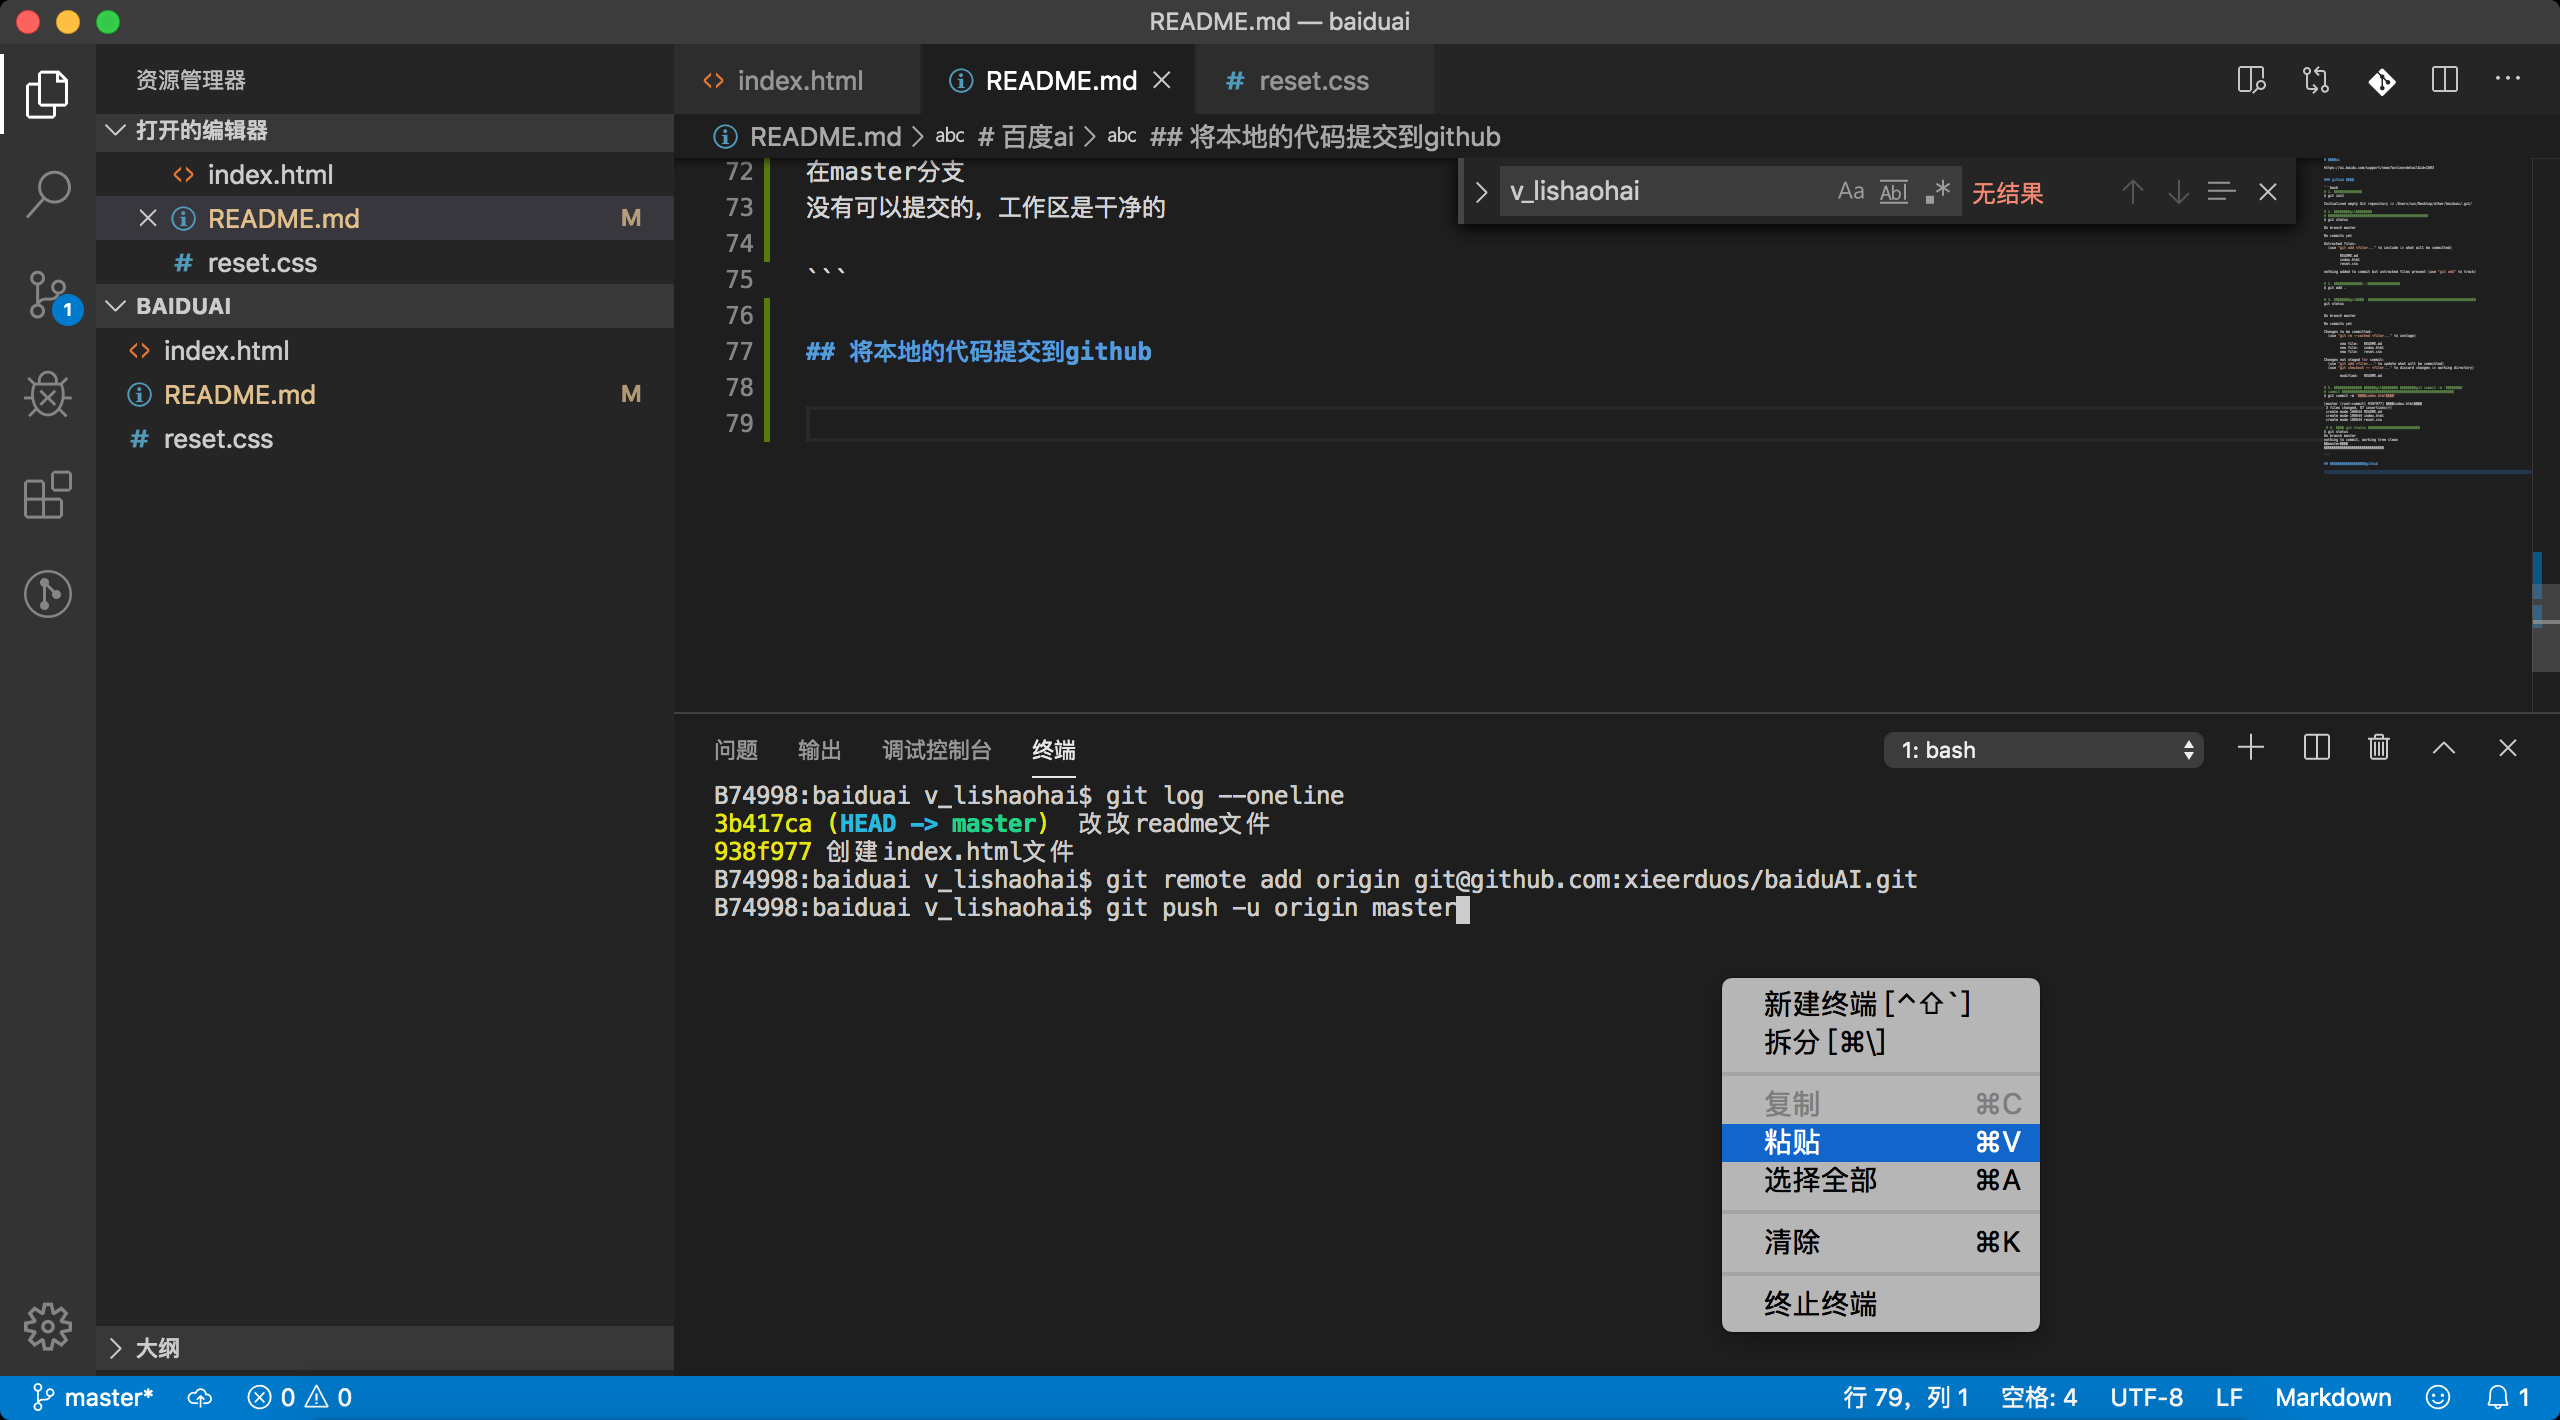 README.md — baiduai
资源管理器
打开的编辑器
index.html
README.md M
reset.css
BAIDUAI
index.html
README.md M
reset.css
大纲
1
index.html
README.md
# reset.css
README.md > abc # 百度ai > abc ## 将本地的代码提交到github
v_lishaohai Aa Abl .* 无结果
72 在master分支
73 没有可以提交的，工作区是干净的
74
75 ```
76
77 ## 将本地的代码提交到github
78
79
问题 输出 调试控制台 终端
1: bash
B74998:baiduai v_lishaohai$ git log --oneline
3b417ca (HEAD -> master) 改改readme文件
938f977 创建index.html文件
B74998:baiduai v_lishaohai$ git remote add origin git@github.com:xieerduos/baiduAI.git
B74998:baiduai v_lishaohai$ git push -u origin master
新建终端 [^⇧`]
拆分 [⌘\]
复制 ⌘C
粘贴 ⌘V
选择全部 ⌘A
清除 ⌘K
终止终端
master* 0 0 行 79，列 1 空格: 4 UTF-8 LF Markdown 1